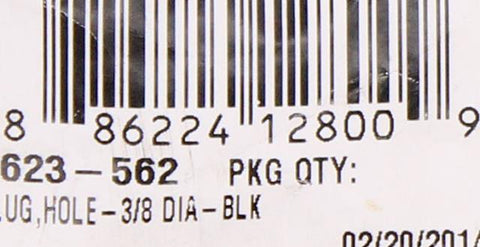 8 86224 12800 9
623-562 PKG QTY:
LUG,HOLE-3/8 DIA-BLK
02/20/201